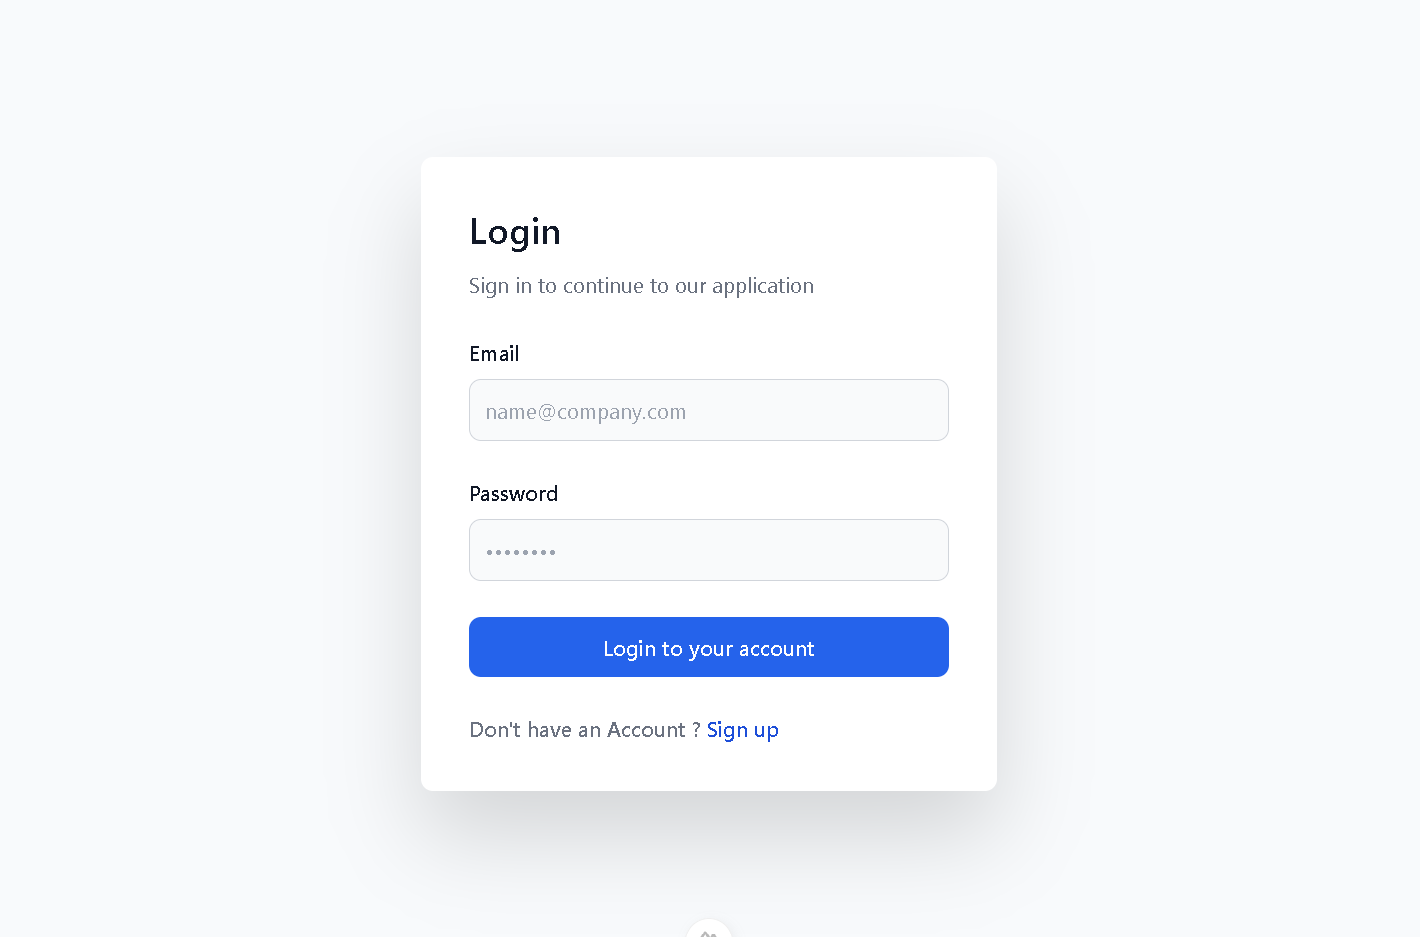 Login
Sign in to continue to our application
Email
name@company.com
Password
••••••••
Login to your account
Don't have an Account ? Sign up